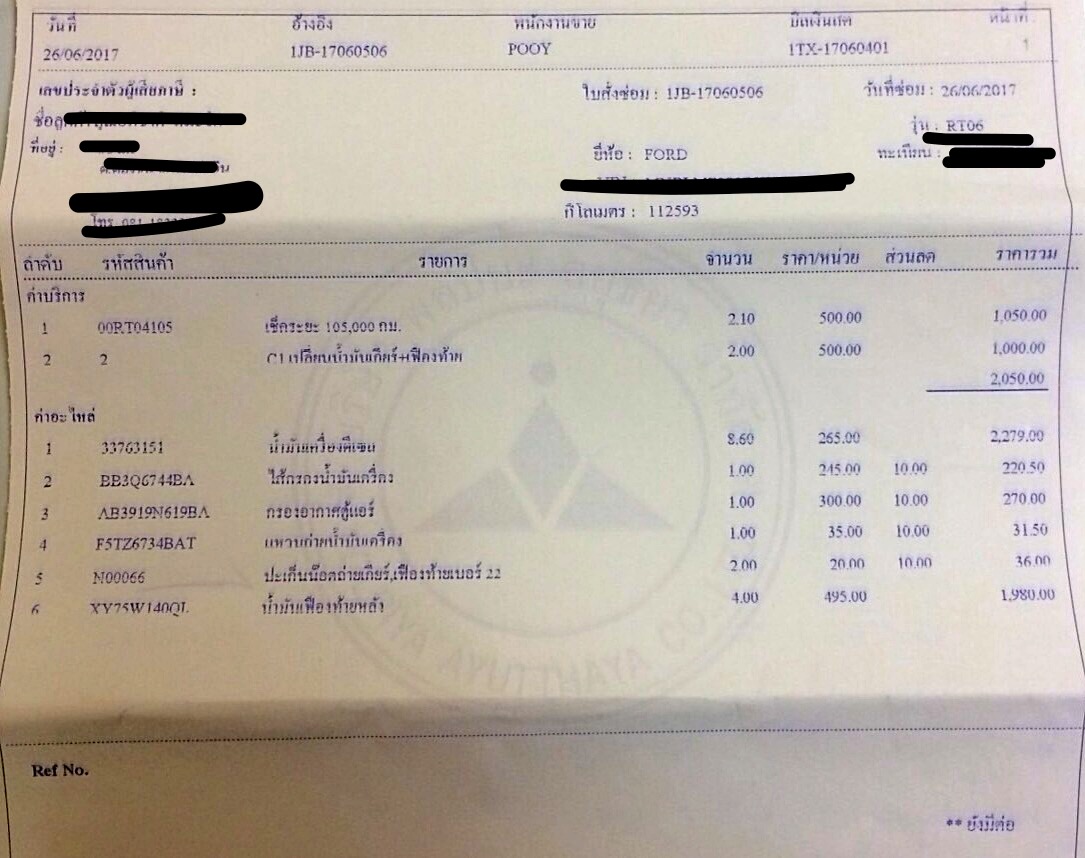 วันที่ อ้างอิง พนักงานขาย บิลเงินสด หน้าที่ :
26/06/2017 1JB-17060506 POOY 1TX-17060401 1
เลขประจำตัวผู้เสียภาษี : ใบสั่งซ่อม : 1JB-17060506 วันที่ซ่อม : 26/06/2017
รุ่น : RT06
ที่อยู่ : ยี่ห้อ : FORD ทะเบียน :
กิโลเมตร : 112593
โทร.
ลำดับ รหัสสินค้า รายการ จำนวน ราคา/หน่วย ส่วนลด ราคารวม
ค่าบริการ
1 00RT04105 เช็คระยะ 105,000 กม. 2.10 500.00 1,050.00
2 2 C1 เปลี่ยนน้ำมันเกียร์+เฟืองท้าย 2.00 500.00 1,000.00
2,050.00
ค่าอะไหล่
1 33763151 น้ำมันเครื่องดีเซล 8.60 265.00 2,279.00
2 BB3Q6744BA ไส้กรองน้ำมันเครื่อง 1.00 245.00 10.00 220.50
3 AB3919N619BA กรองอากาศตู้แอร์ 1.00 300.00 10.00 270.00
4 F5TZ6734BAT แหวนถ่ายน้ำมันเครื่อง 1.00 35.00 10.00 31.50
5 N00066 ปะเก็นน๊อตถ่ายเกียร์,เฟืองท้ายเบอร์ 22 2.00 20.00 10.00 36.00
6 XY75W140QL น้ำมันเฟืองท้ายหลัง 4.00 495.00 1,980.00
AYUTTHAYA CO.
Ref No.
** ยังมีต่อ